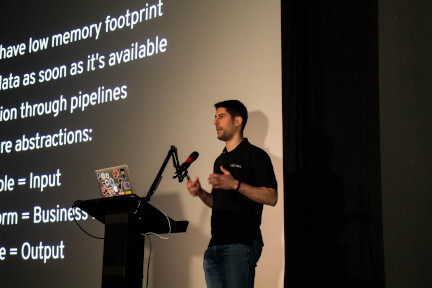 have low memory footprint
data as soon as it's available
ion through pipelines
re abstractions:
ble = Input
orm = Business
e = Output